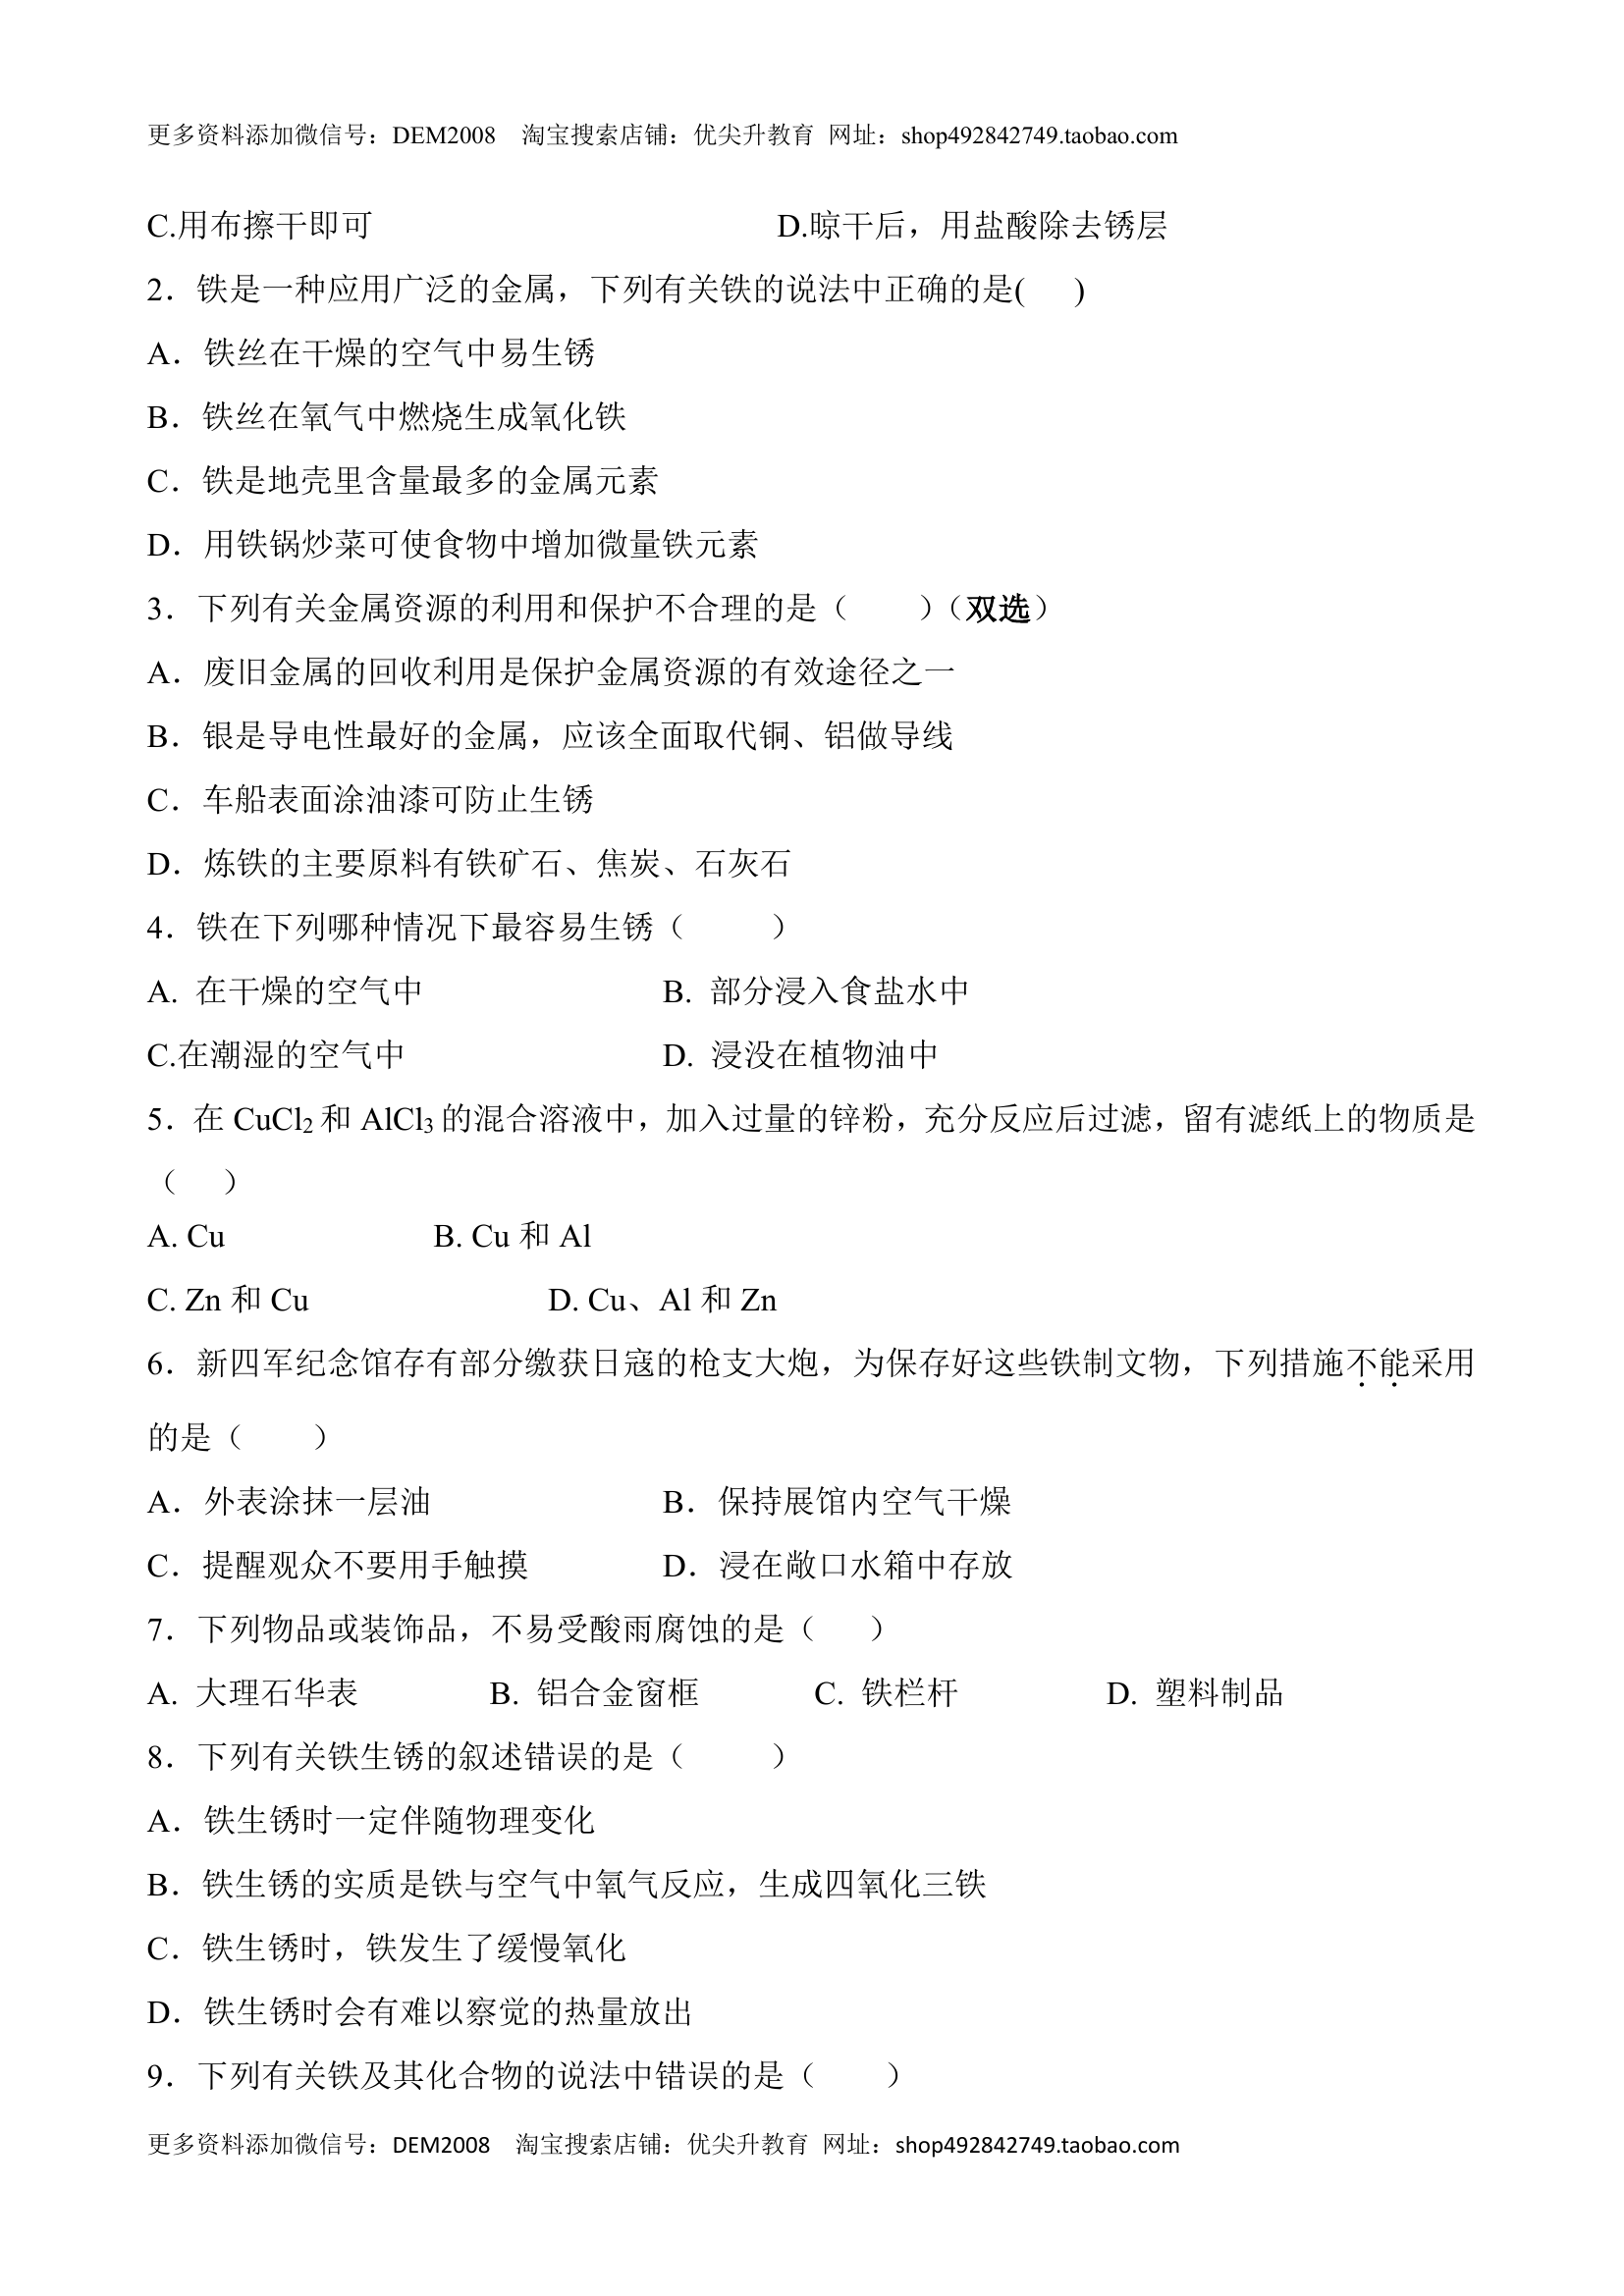 更多资料添加微信号：DEM2008 淘宝搜索店铺：优尖升教育 网址：shop492842749.taobao.com
C.用布擦干即可 D.晾干后，用盐酸除去锈层
2．铁是一种应用广泛的金属，下列有关铁的说法中正确的是( )
A．铁丝在干燥的空气中易生锈
B．铁丝在氧气中燃烧生成氧化铁
C．铁是地壳里含量最多的金属元素
D．用铁锅炒菜可使食物中增加微量铁元素
3．下列有关金属资源的利用和保护不合理的是（ ）（双选）
A．废旧金属的回收利用是保护金属资源的有效途径之一
B．银是导电性最好的金属，应该全面取代铜、铝做导线
C．车船表面涂油漆可防止生锈
D．炼铁的主要原料有铁矿石、焦炭、石灰石
4．铁在下列哪种情况下最容易生锈（ ）
A. 在干燥的空气中 B. 部分浸入食盐水中
C.在潮湿的空气中 D. 浸没在植物油中
5．在 CuCl₂和 AlCl₃的混合溶液中，加入过量的锌粉，充分反应后过滤，留有滤纸上的物质是
（ ）
A. Cu B. Cu 和 Al
C. Zn 和 Cu D. Cu、Al 和 Zn
6．新四军纪念馆存有部分缴获日寇的枪支大炮，为保存好这些铁制文物，下列措施不能采用
的是（ ）
A．外表涂抹一层油 B．保持展馆内空气干燥
C．提醒观众不要用手触摸 D．浸在敞口水箱中存放
7．下列物品或装饰品，不易受酸雨腐蚀的是（ ）
A. 大理石华表 B. 铝合金窗框 C. 铁栏杆 D. 塑料制品
8．下列有关铁生锈的叙述错误的是（ ）
A．铁生锈时一定伴随物理变化
B．铁生锈的实质是铁与空气中氧气反应，生成四氧化三铁
C．铁生锈时，铁发生了缓慢氧化
D．铁生锈时会有难以察觉的热量放出
9．下列有关铁及其化合物的说法中错误的是（ ）
更多资料添加微信号：DEM2008 淘宝搜索店铺：优尖升教育 网址：shop492842749.taobao.com